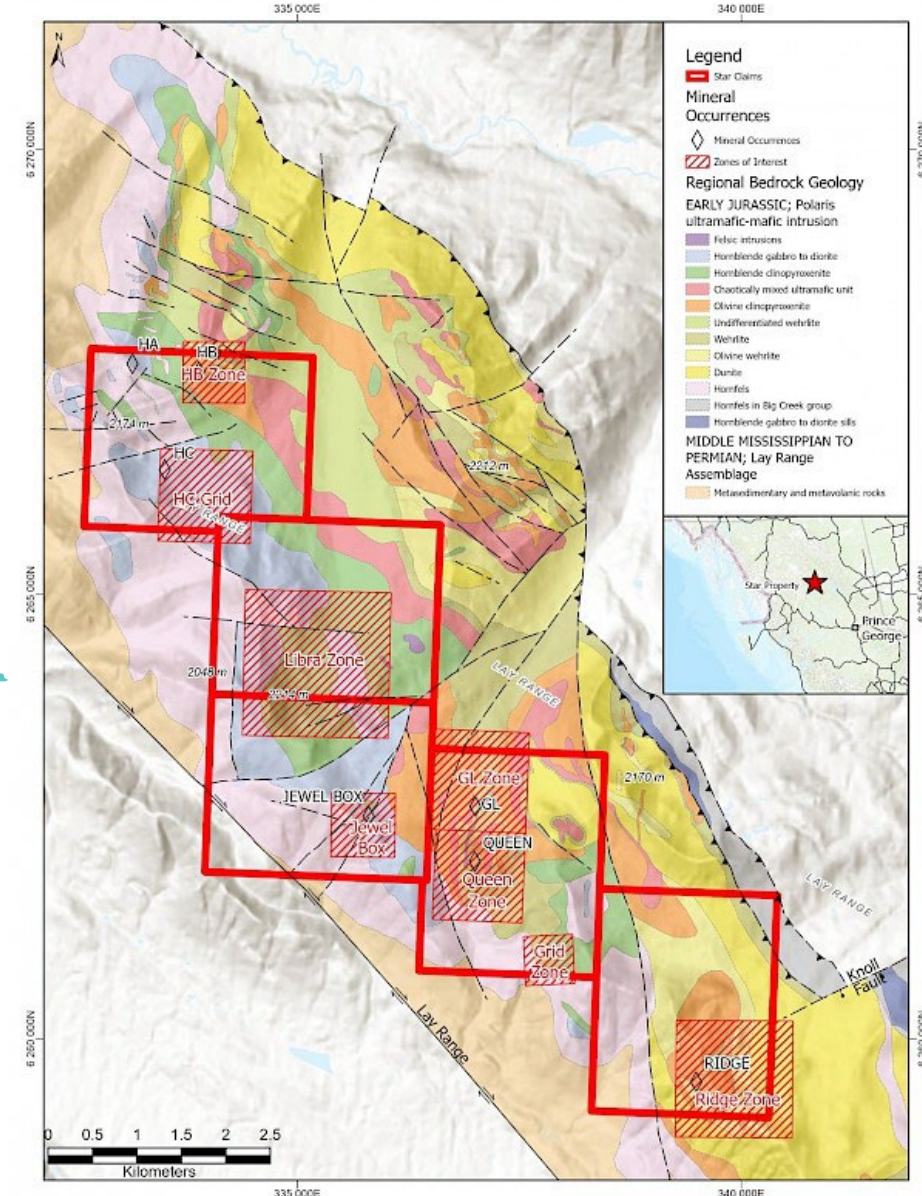 335 000E
340 000E
N
6 270 000N
Legend
Star Claims
Mineral
Occurrences
Mineral Occurrences
Zones of Interest
Regional Bedrock Geology
EARLY JURASSIC; Polaris
ultramafic-mafic intrusion
Felsic intrusions
Hornblende gabbro to diorite
Hornblende clinopyroxenite
Chaotically mixed ultramafic unit
Olivine clinopyroxenite
Undifferentiated wehrlite
Wehrlite
Olivine wehrlite
Dunite
Hornfels
Hornfels in Big Creek group
Hornblende gabbro to diorite sills
MIDDLE MISSISSIPPIAN TO
PERMIAN; Lay Range
Assemblage
Metasedimentary and metavolanic rocks
Star Property
Prince
George
HA
HB
HB Zone
2174 m
HC
HC Grid
LAY RANGE
2212 m
6 265 000N
Libra Zone
2048 m
2214 m
LAY RANGE
JEWEL BOX
Jewel
Box
GL Zone
GL
QUEEN
Queen
Zone
2170 m
LAY RANGE
Grid
Zone
Knoll
Fault
Lay Range
6 260 000N
RIDGE
Ridge Zone
0 0.5 1 1.5 2 2.5
Kilometers
335 000E
340 000E